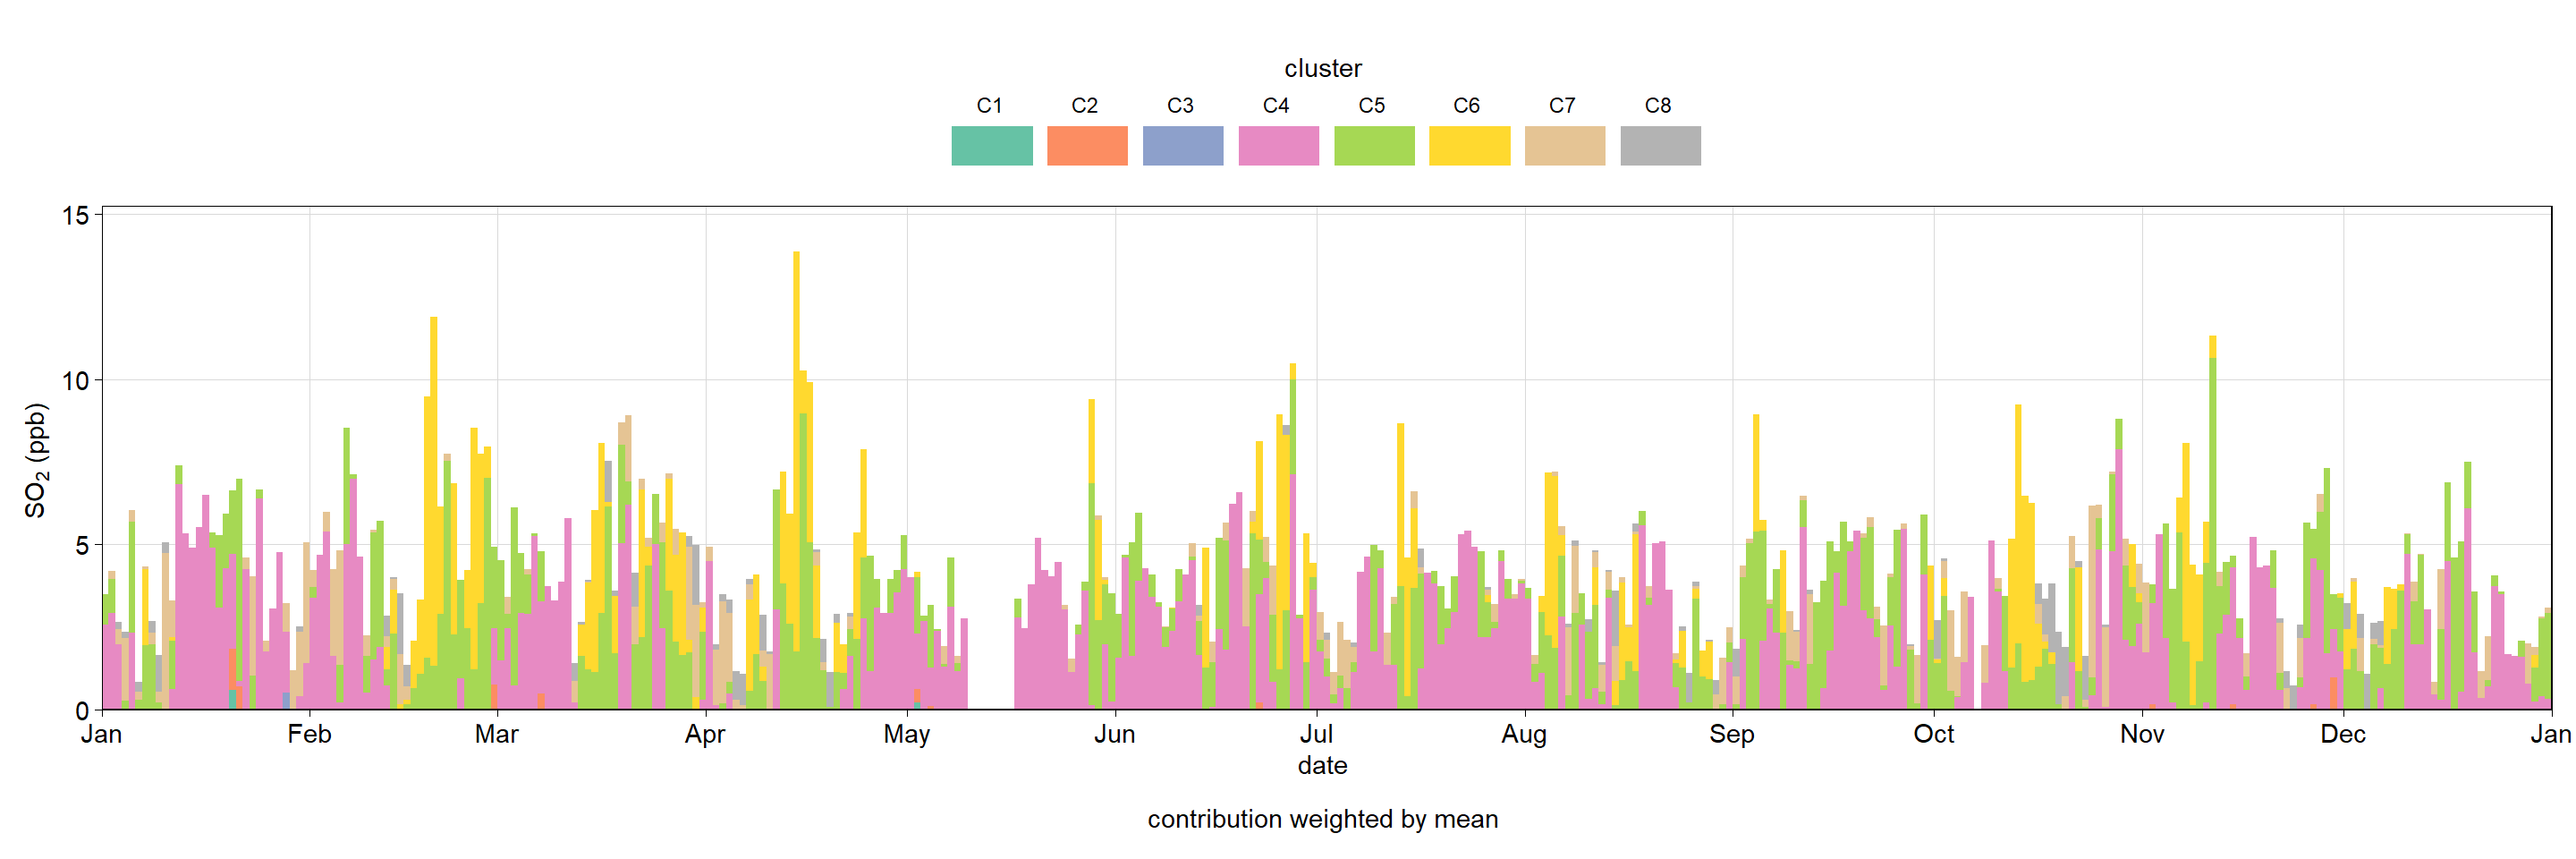 cluster
C1 C2 C3 C4 C5 C6 C7 C8
15
10
5
0
SO2 (ppb)
Jan Feb Mar Apr May Jun Jul Aug Sep Oct Nov Dec Jan
date
contribution weighted by mean